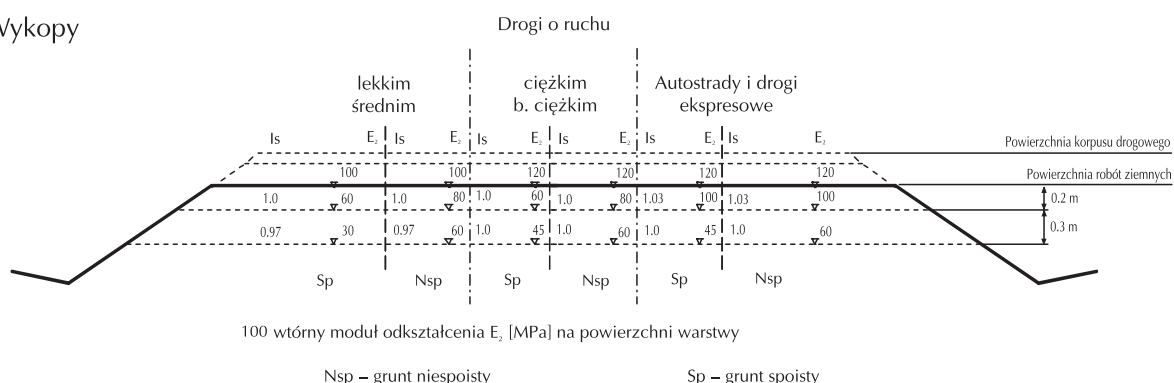 Wykopy
Drogi o ruchu
lekkim
średnim
ciężkim
b. ciężkim
Autostrady i drogi
ekspresowe
Is E₂ Is E₂ Is E₂ Is E₂ Is E₂ Is E₂
Powierzchnia korpusu drogowego
100 100 120 120 120 120
Powierzchnia robót ziemnych
1.0 60 1.0 80 1.0 60 1.0 80 1.03 100 1.03 100
0.2 m
0.97 30 0.97 60 1.0 45 1.0 60 1.0 45 1.0 60
0.3 m
Sp Nsp Sp Nsp Sp Nsp
100 wtórny moduł odkształcenia E₂ [MPa] na powierzchni warstwy
Nsp – grunt niespoisty Sp – grunt spoisty